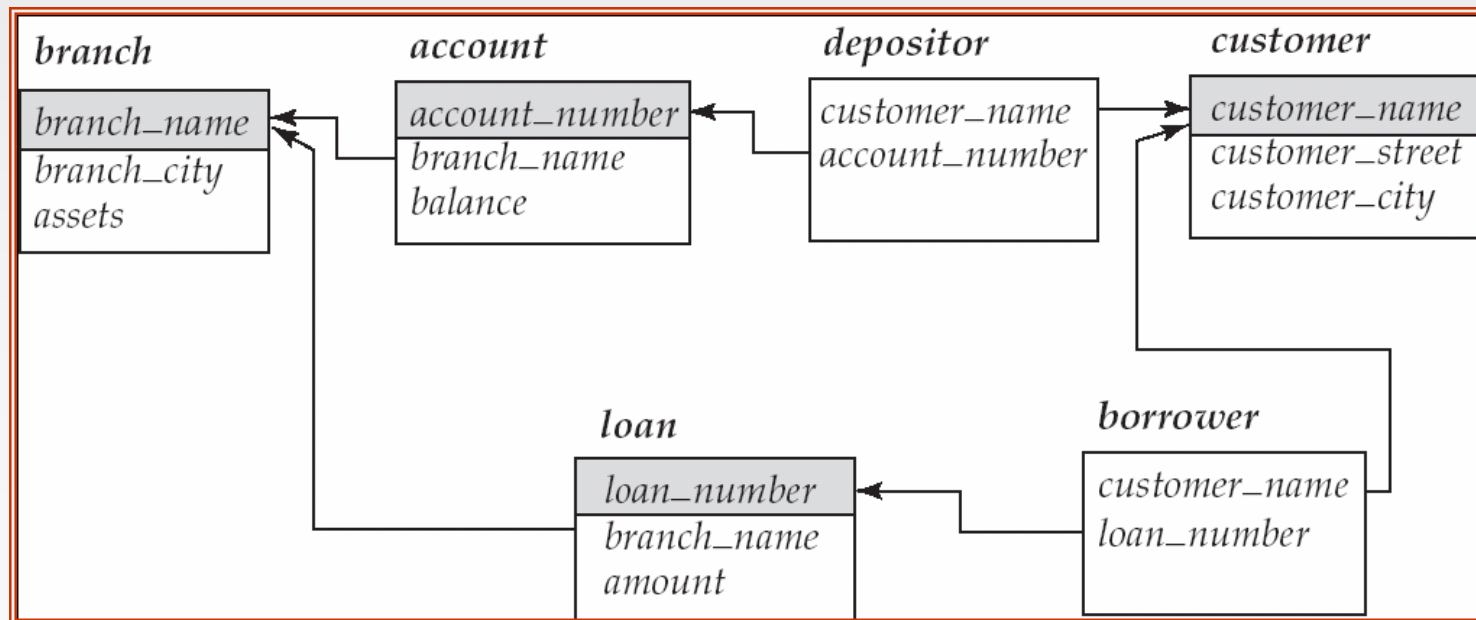 branch
branch_name
branch_city
assets
account
account_number
branch_name
balance
depositor
customer_name
account_number
customer
customer_name
customer_street
customer_city
loan
loan_number
branch_name
amount
borrower
customer_name
loan_number